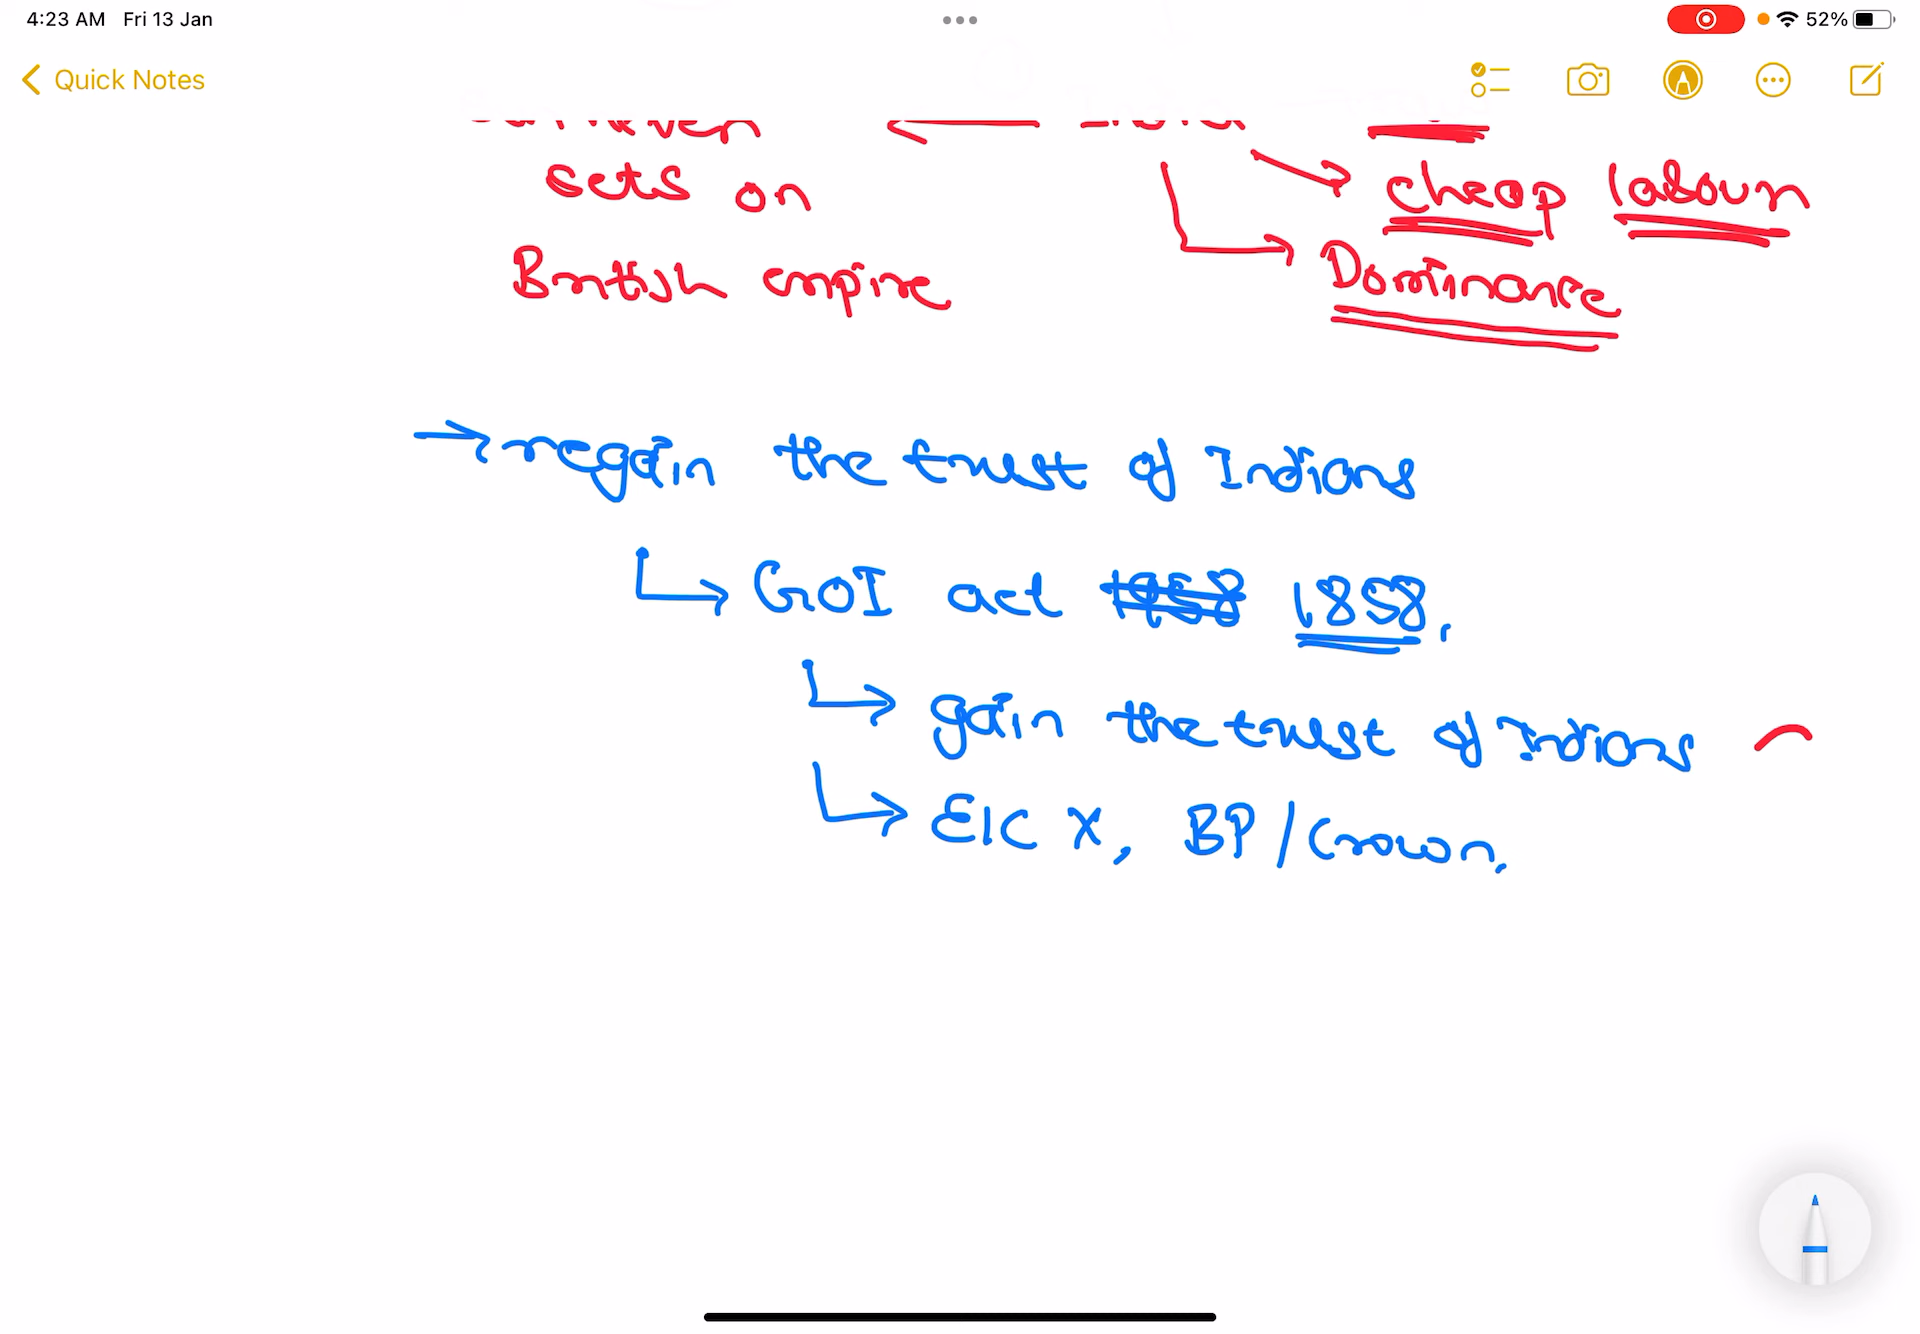 4:23 AM Fri 13 Jan
52%
Quick Notes
sets on
cheap labour
British empire
Dominance
→ regain the trust of Indians
↳ GOI act 1958 1858.
↳ gain the trust of Indians
↳ EIC X, BP/Crown.